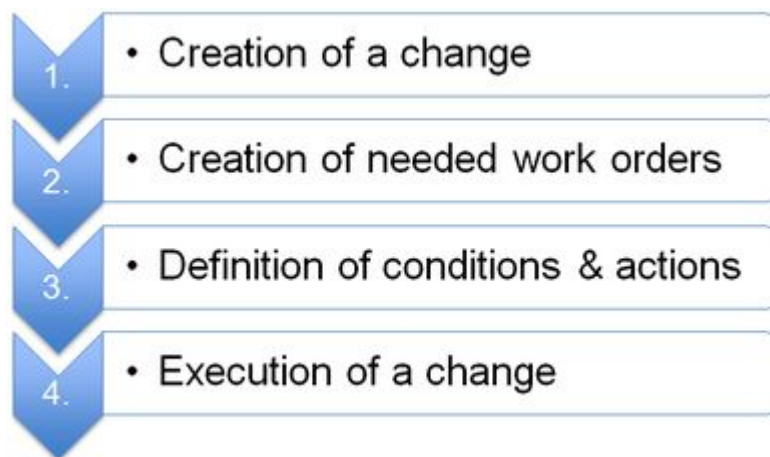 1. • Creation of a change
2. • Creation of needed work orders
3. • Definition of conditions & actions
4. • Execution of a change